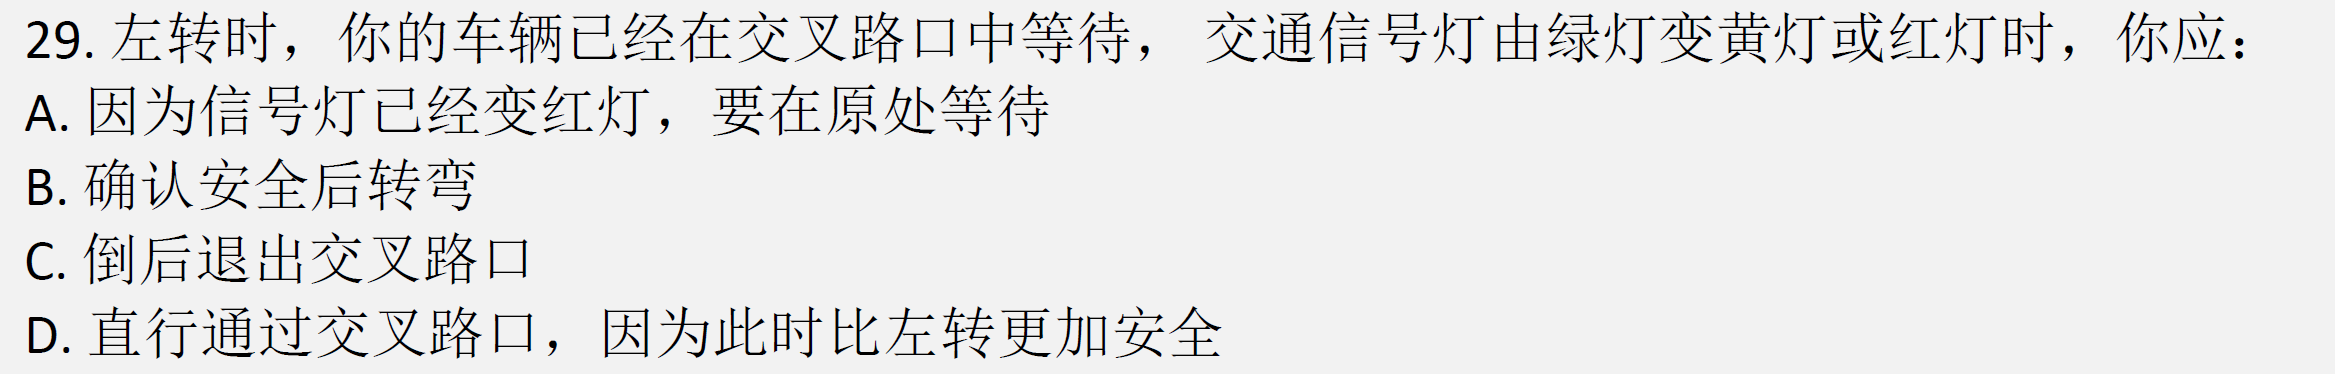 29. 左转时，你的车辆已经在交叉路口中等待， 交通信号灯由绿灯变黄灯或红灯时，你应：
A. 因为信号灯已经变红灯，要在原处等待
B. 确认安全后转弯
C. 倒后退出交叉路口
D. 直行通过交叉路口，因为此时比左转更加安全